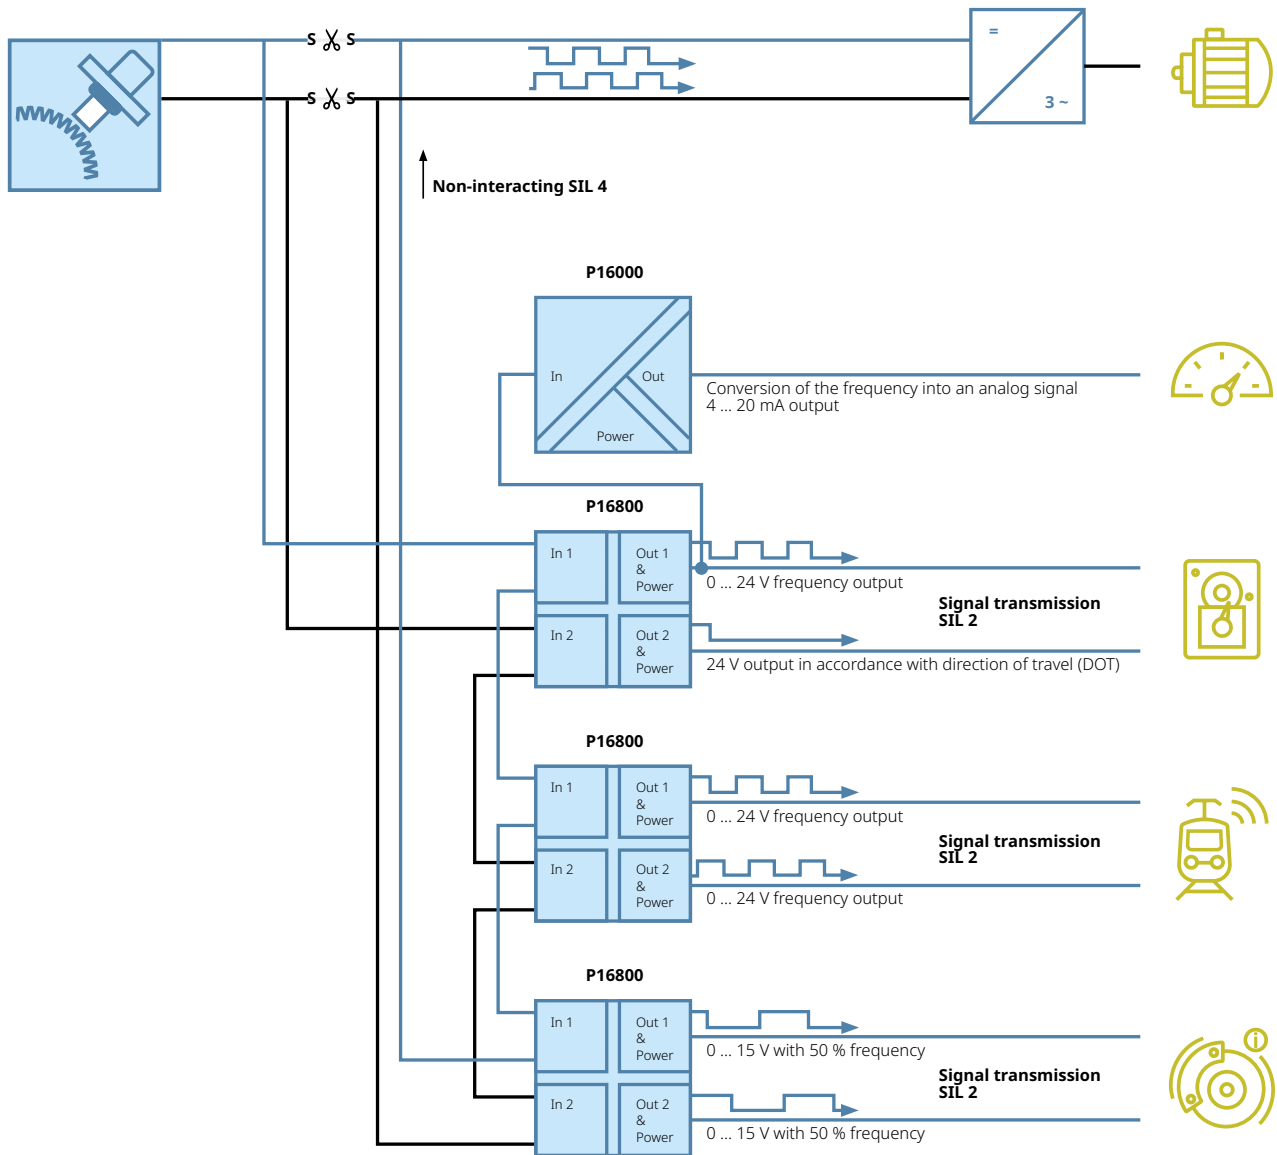 S S
=
S S
3 ~
Non-interacting SIL 4
P16000
In
Out
Power
Conversion of the frequency into an analog signal
4 ... 20 mA output
P16800
In 1
Out 1
&
Power
0 ... 24 V frequency output
Signal transmission
SIL 2
In 2
Out 2
&
Power
24 V output in accordance with direction of travel (DOT)
P16800
In 1
Out 1
&
Power
0 ... 24 V frequency output
Signal transmission
SIL 2
In 2
Out 2
&
Power
0 ... 24 V frequency output
P16800
In 1
Out 1
&
Power
0 ... 15 V with 50 % frequency
i
Signal transmission
SIL 2
In 2
Out 2
&
Power
0 ... 15 V with 50 % frequency